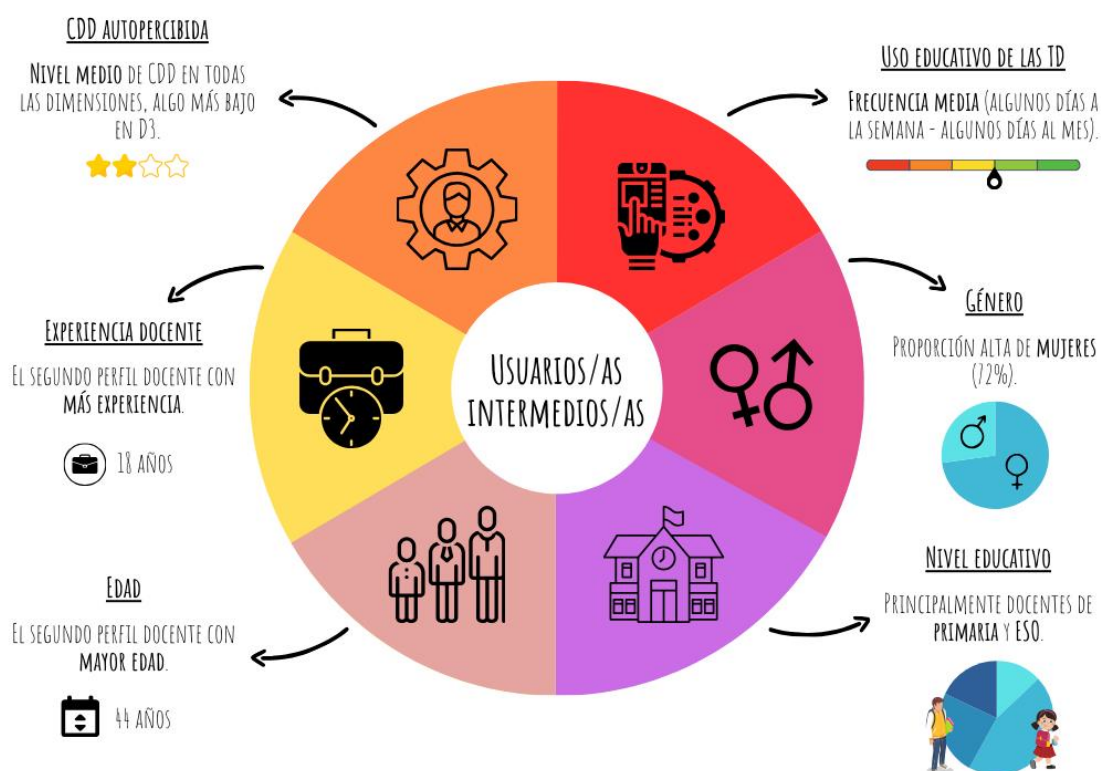 CDD AUTOPERCIBIDA
NIVEL MEDIO DE CDD EN TODAS
LAS DIMENSIONES, ALGO MÁS BAJO
EN D3.
USO EDUCATIVO DE LAS TD
FRECUENCIA MEDIA (ALGUNOS DÍAS A
LA SEMANA - ALGUNOS DÍAS AL MES).
EXPERIENCIA DOCENTE
EL SEGUNDO PERFIL DOCENTE CON
MÁS EXPERIENCIA.
18 AÑOS
USUARIOS/AS
INTERMEDIOS/AS
GÉNERO
PROPORCIÓN ALTA DE MUJERES
(72%).
EDAD
EL SEGUNDO PERFIL DOCENTE CON
MAYOR EDAD.
44 AÑOS
NIVEL EDUCATIVO
PRINCIPALMENTE DOCENTES DE
PRIMARIA Y ESO.